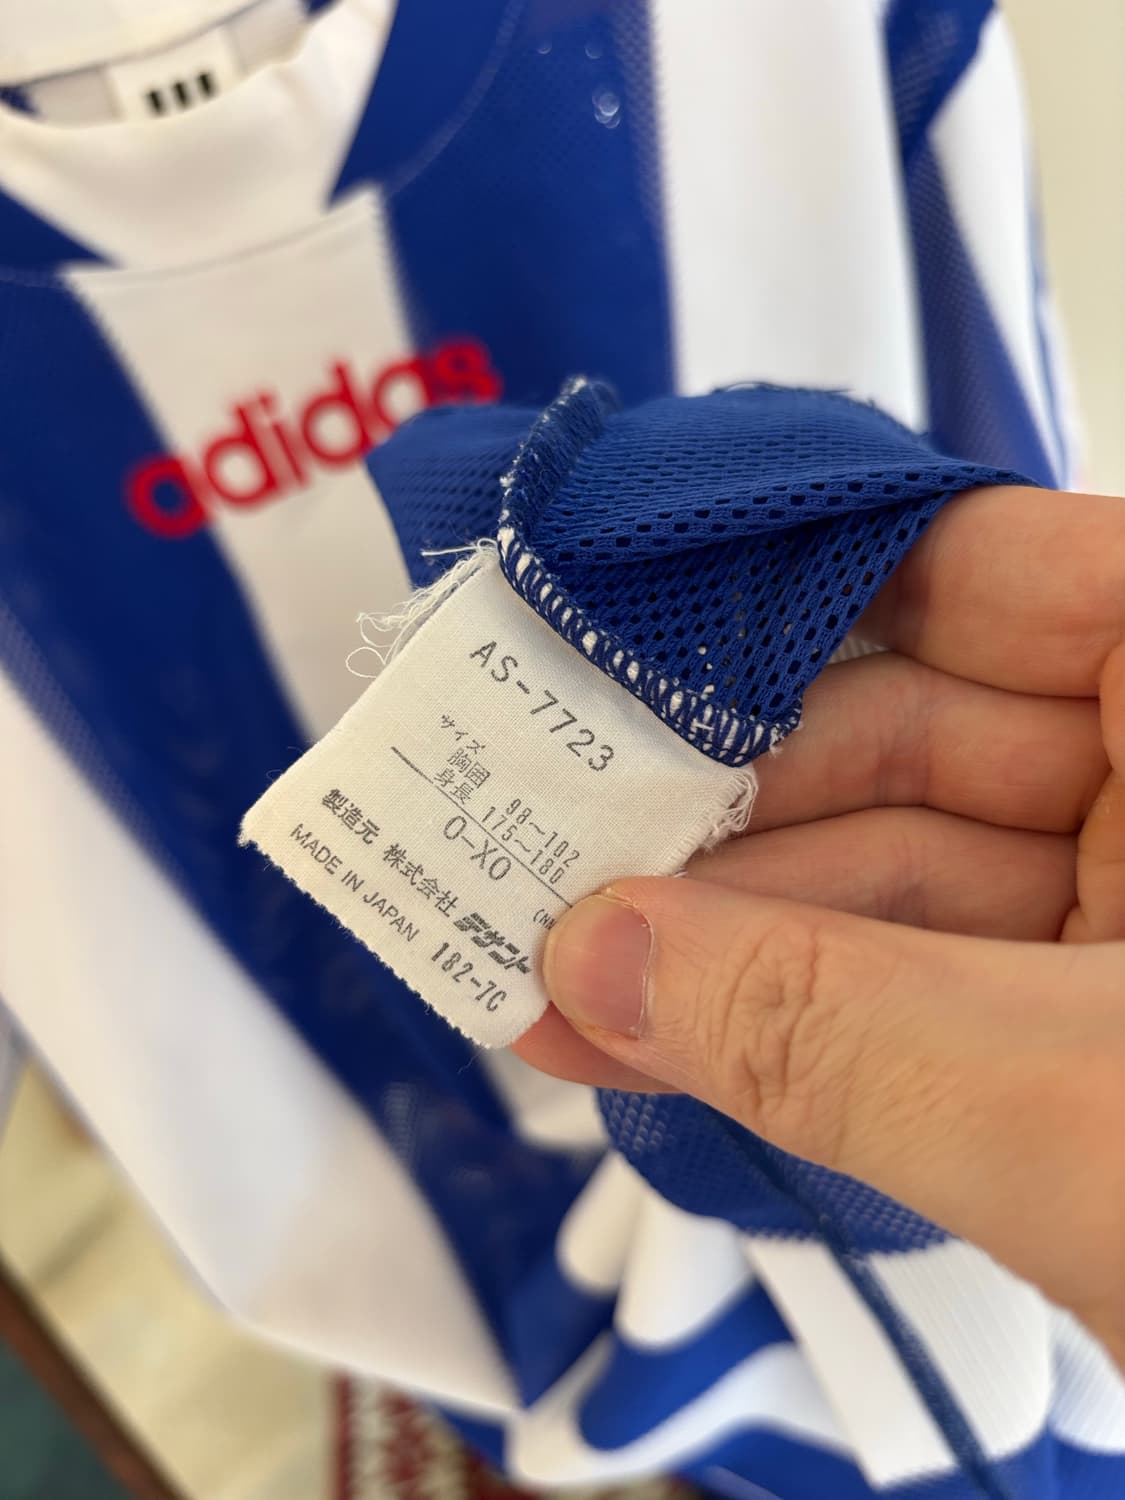 adidas
AS-7723
サイズ
胸囲 98~102
身長 175~180
O-XO
製造元 株式会社 デサント
MADE IN JAPAN 182-7C